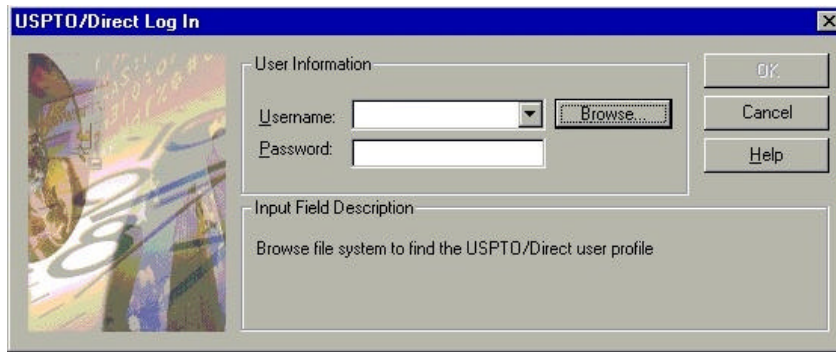 USPTO/Direct Log In
User Information
Username:
Browse...
Password:
OK
Cancel
Help
Input Field Description
Browse file system to find the USPTO/Direct user profile